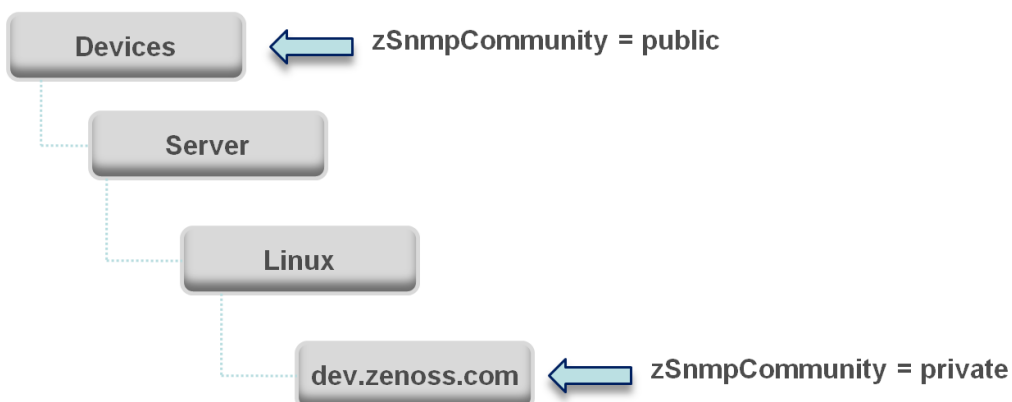 Devices
zSnmpCommunity = public
Server
Linux
dev.zenoss.com
zSnmpCommunity = private